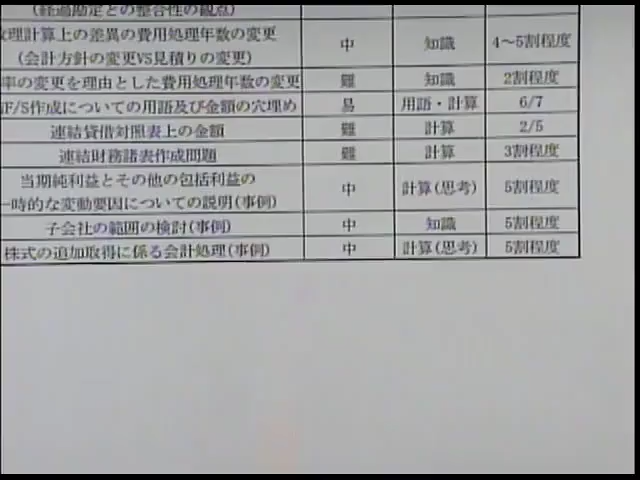 (経過勘定との整合性の観点)
数理計算上の差異の費用処理年数の変更
(会計方針の変更VS見積りの変更)
中 知識 4～5割程度
率の変更を理由とした費用処理年数の変更 難 知識 2割程度
F/S作成についての用語及び金額の穴埋め 易 用語・計算 6/7
連結貸借対照表上の金額 難 計算 2/5
連結財務諸表作成問題 難 計算 3割程度
当期純利益とその他の包括利益の
一時的な変動要因についての説明(事例)
中 計算(思考) 5割程度
子会社の範囲の検討(事例) 中 知識 5割程度
株式の追加取得に係る会計処理(事例) 中 計算(思考) 5割程度